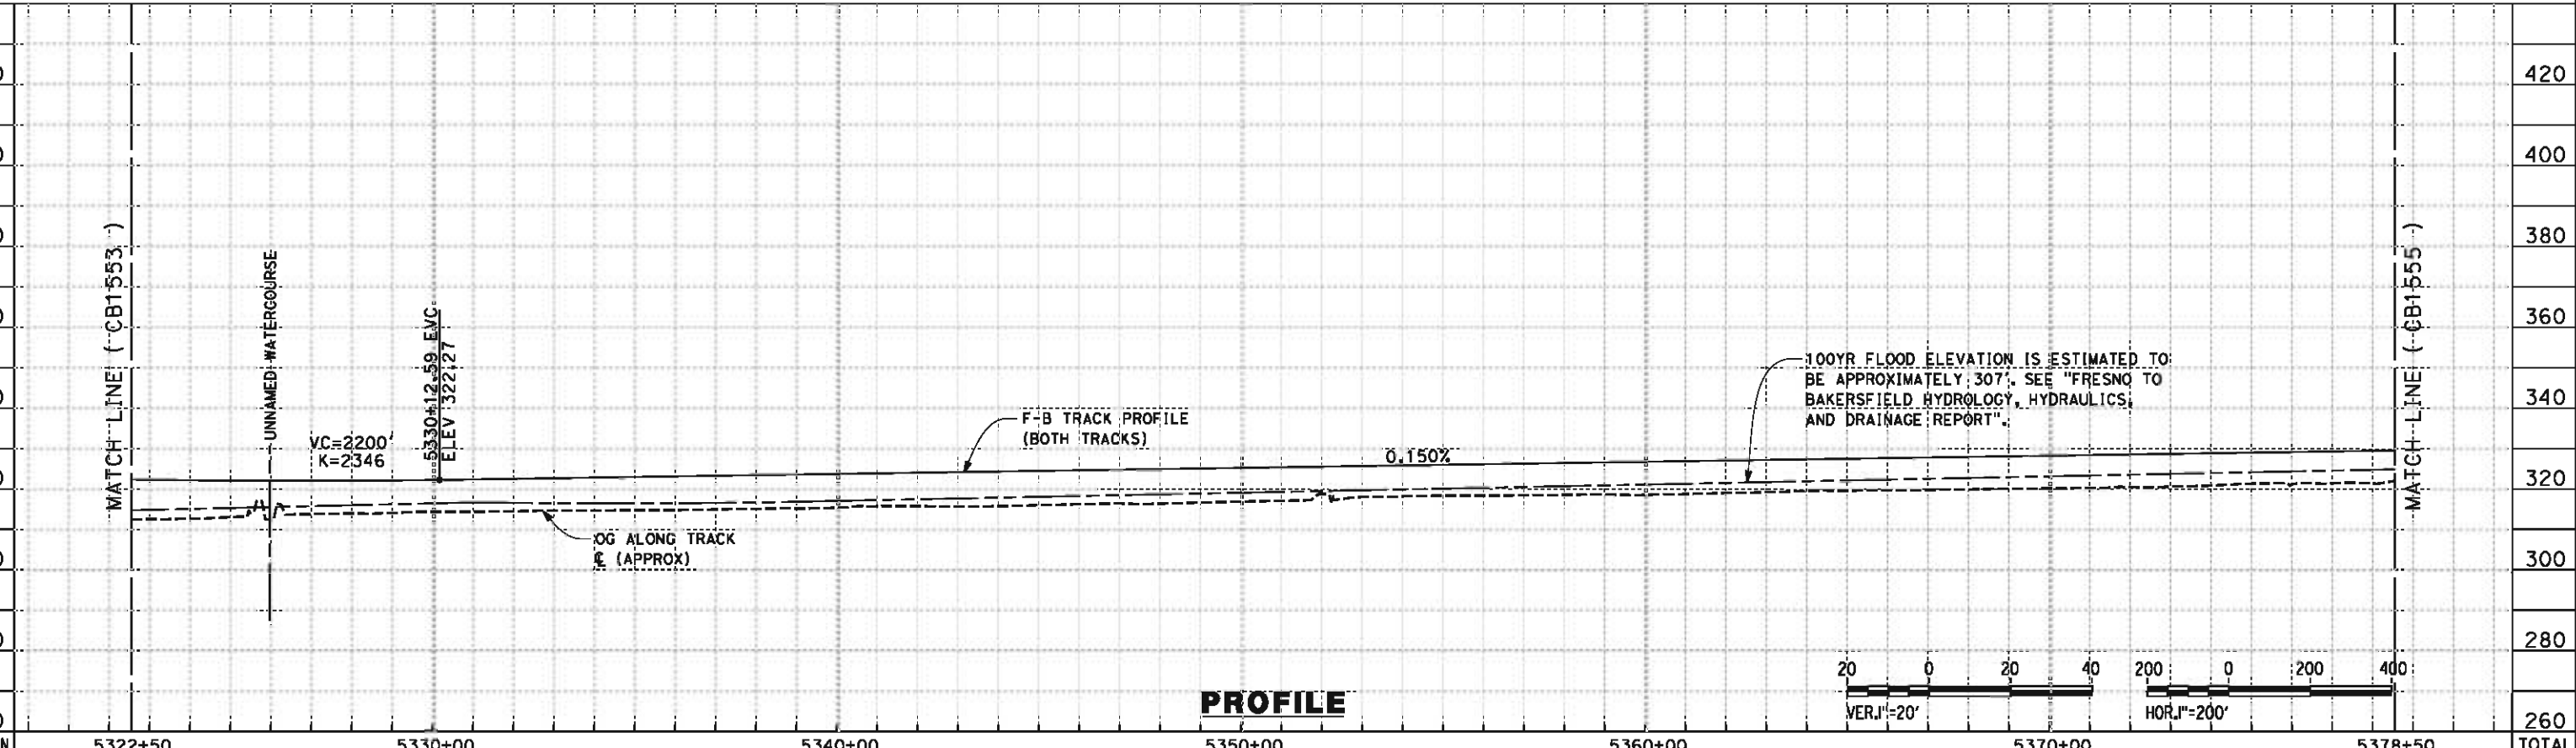 420
400
380
360
340
320
300
280
260
MATCH LINE ( CB1553 )
UNNAMED WATERCOURSE
VC=2200'
K=2346
5330+12.59 EVC
ELEV 322.27
F-B TRACK PROFILE
(BOTH TRACKS)
0.150%
100YR FLOOD ELEVATION IS ESTIMATED TO
BE APPROXIMATELY 307'. SEE "FRESNO TO
BAKERSFIELD HYDROLOGY, HYDRAULICS,
AND DRAINAGE REPORT".
MATCH LINE ( CB1555 )
OG ALONG TRACK
℄ (APPROX)
20 0 20 40
VER.1"=20'
200 0 200 400
HOR.1"=200'
PROFILE
5322+50 5330+00 5340+00 5350+00 5360+00 5370+00 5378+50 TOTAL